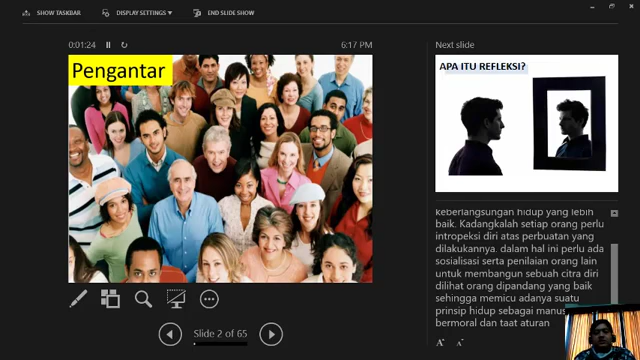 SHOW TASKBAR
DISPLAY SETTINGS
END SLIDE SHOW
0:01:24
6:17 PM
Pengantar
Slide 2 of 65
Next slide
APA ITU REFLEKSI?
keberlangsungan hidup yang lebih
baik. Kadangkalah setiap orang perlu
intropeksi diri atas perbuatan yang
dilakukannya. dalam hal ini perlu ada
sosialisasi serta penilaian orang lain
untuk membangun sebuah citra diri
dilihat orang dipandang yang baik
sehingga memicu adanya suatu
prinsip hidup sebagai manus
bermoral dan taat aturan
A A